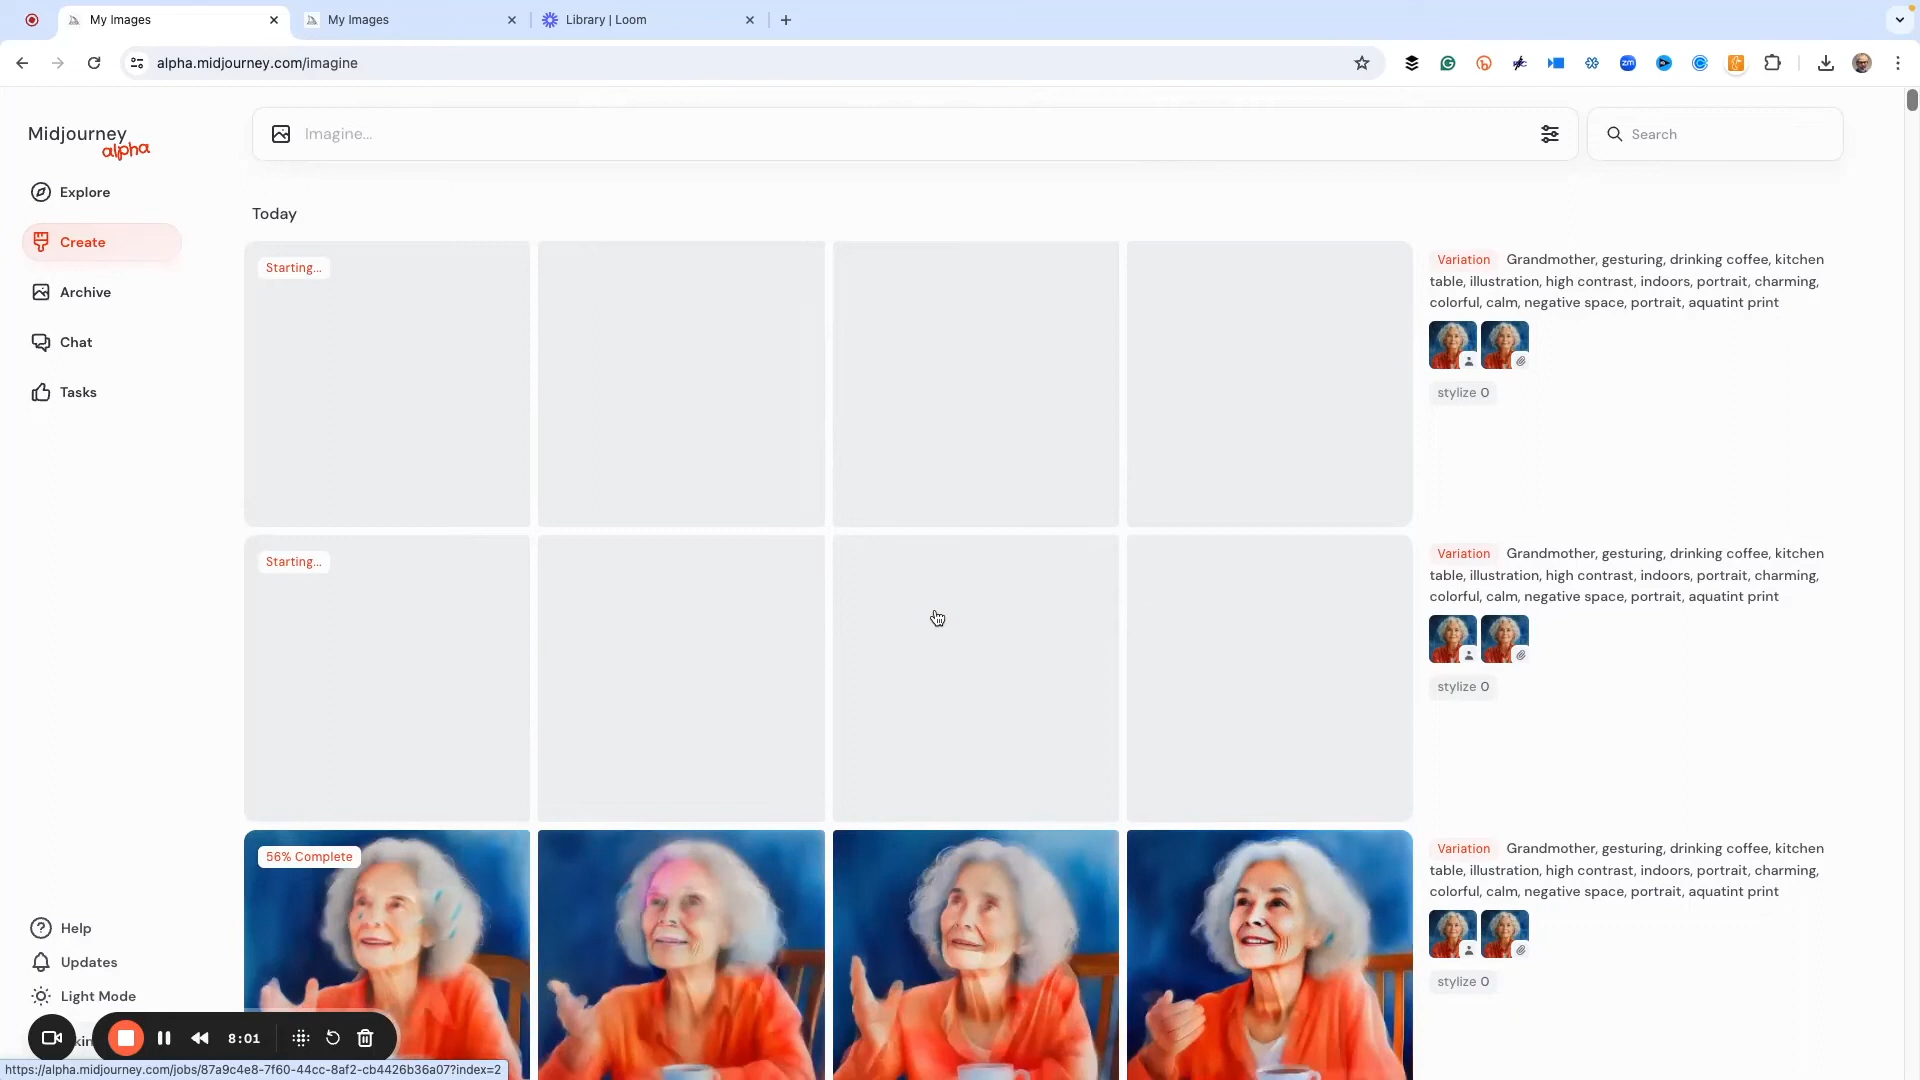 My Images
My Images
Library | Loom
alpha.midjourney.com/imagine
zm
Midjourney
alpha
Imagine...
Search
Explore
Create
Archive
Chat
Tasks
Today
Starting...
Variation Grandmother, gesturing, drinking coffee, kitchen
table, illustration, high contrast, indoors, portrait, charming,
colorful, calm, negative space, portrait, aquatint print
stylize 0
Starting...
Variation Grandmother, gesturing, drinking coffee, kitchen
table, illustration, high contrast, indoors, portrait, charming,
colorful, calm, negative space, portrait, aquatint print
stylize 0
56% Complete
Variation Grandmother, gesturing, drinking coffee, kitchen
table, illustration, high contrast, indoors, portrait, charming,
colorful, calm, negative space, portrait, aquatint print
stylize 0
Help
Updates
Light Mode
8:01
https://alpha.midjourney.com/jobs/87a9c4e8-7f60-44cc-8af2-cb4426b36a07?index=2